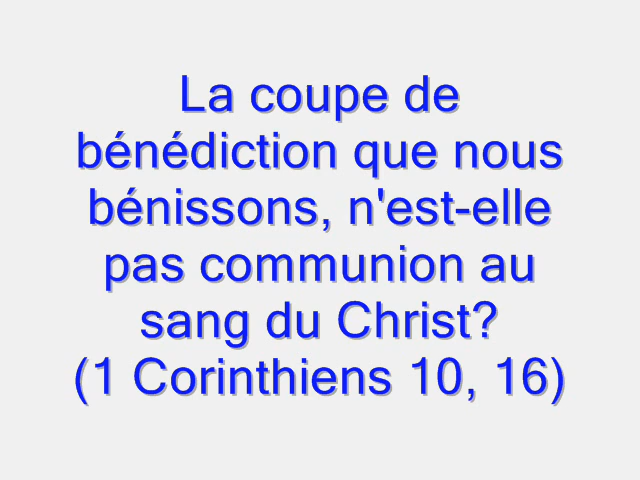 La coupe de
bénédiction que nous
bénissons, n'est-elle
pas communion au
sang du Christ?
(1 Corinthiens 10, 16)